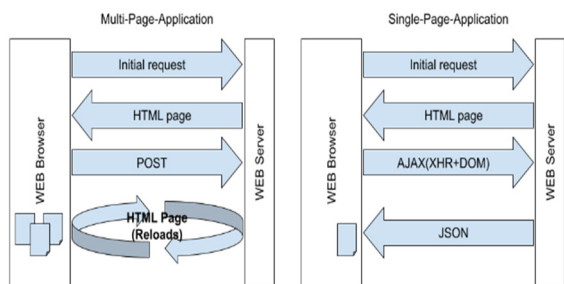 Multi-Page-Application
WEB Browser
Initial request
HTML page
POST
HTML Page
(Reloads)
WEB Server
Single-Page-Application
WEB Browser
Initial request
HTML page
AJAX(XHR+DOM)
JSON
WEB Server